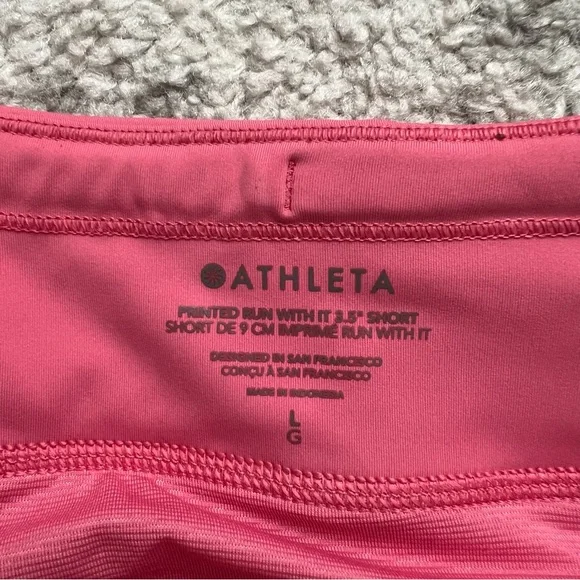 ATHLETA
PRINTED RUN WITH IT 3.5" SHORT
SHORT DE 9 CM IMPRIMÉ RUN WITH IT
DESIGNED IN SAN FRANCISCO
CONÇU À SAN FRANCISCO
MADE IN INDONESIA
L
G